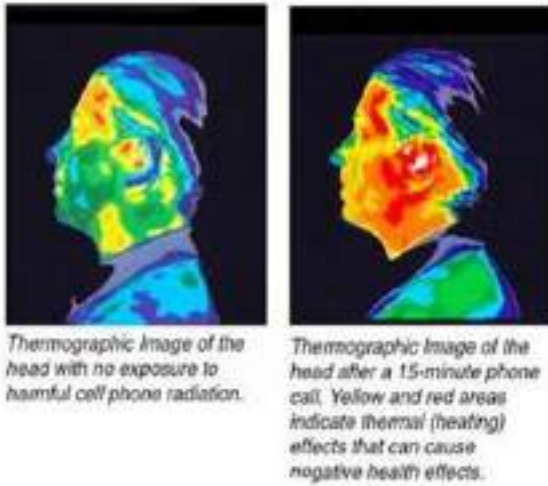 Thermographic Image of the
head with no exposure to
harmful cell phone radiation.
Thermographic Image of the
head after a 15-minute phone
call. Yellow and red areas
indicate thermal (heating)
effects that can cause
negative health effects.